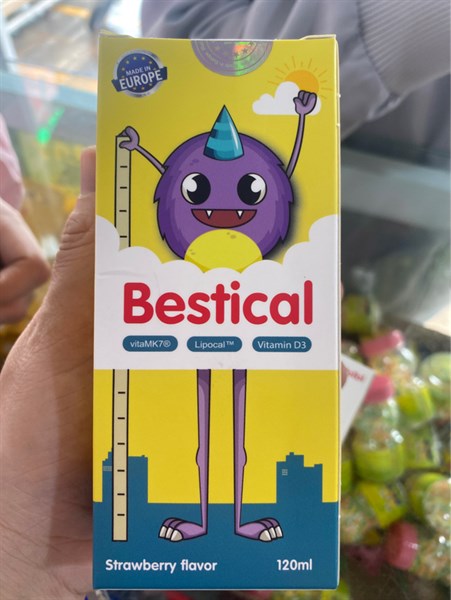 MADE IN
EUROPE
Bestical
vitaMK7®
Lipocal™
Vitamin D3
Strawberry flavor
120ml